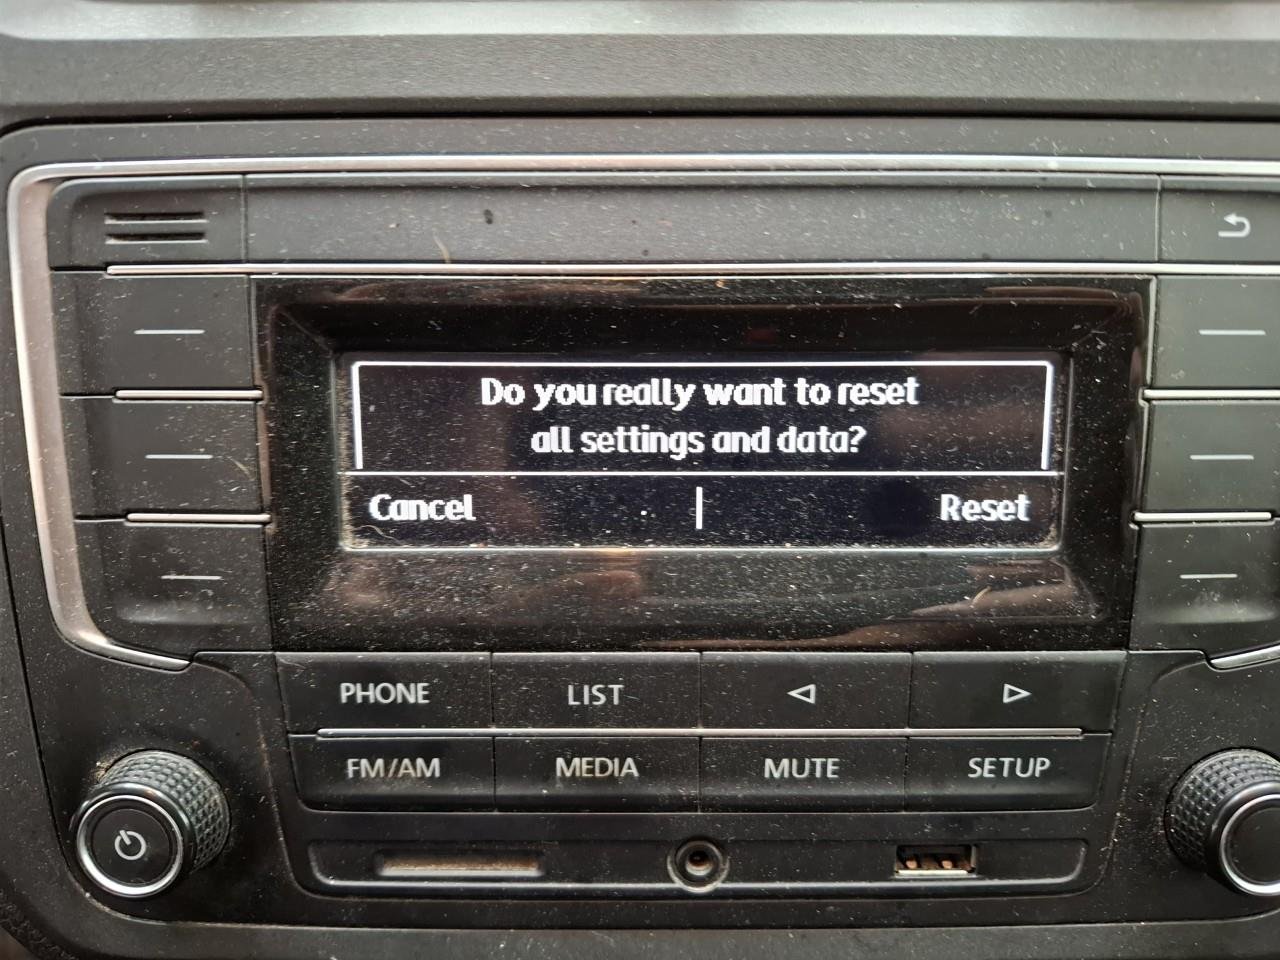 Do you really want to reset
all settings and data?
Cancel | Reset
PHONE LIST
FM/AM MEDIA MUTE SETUP